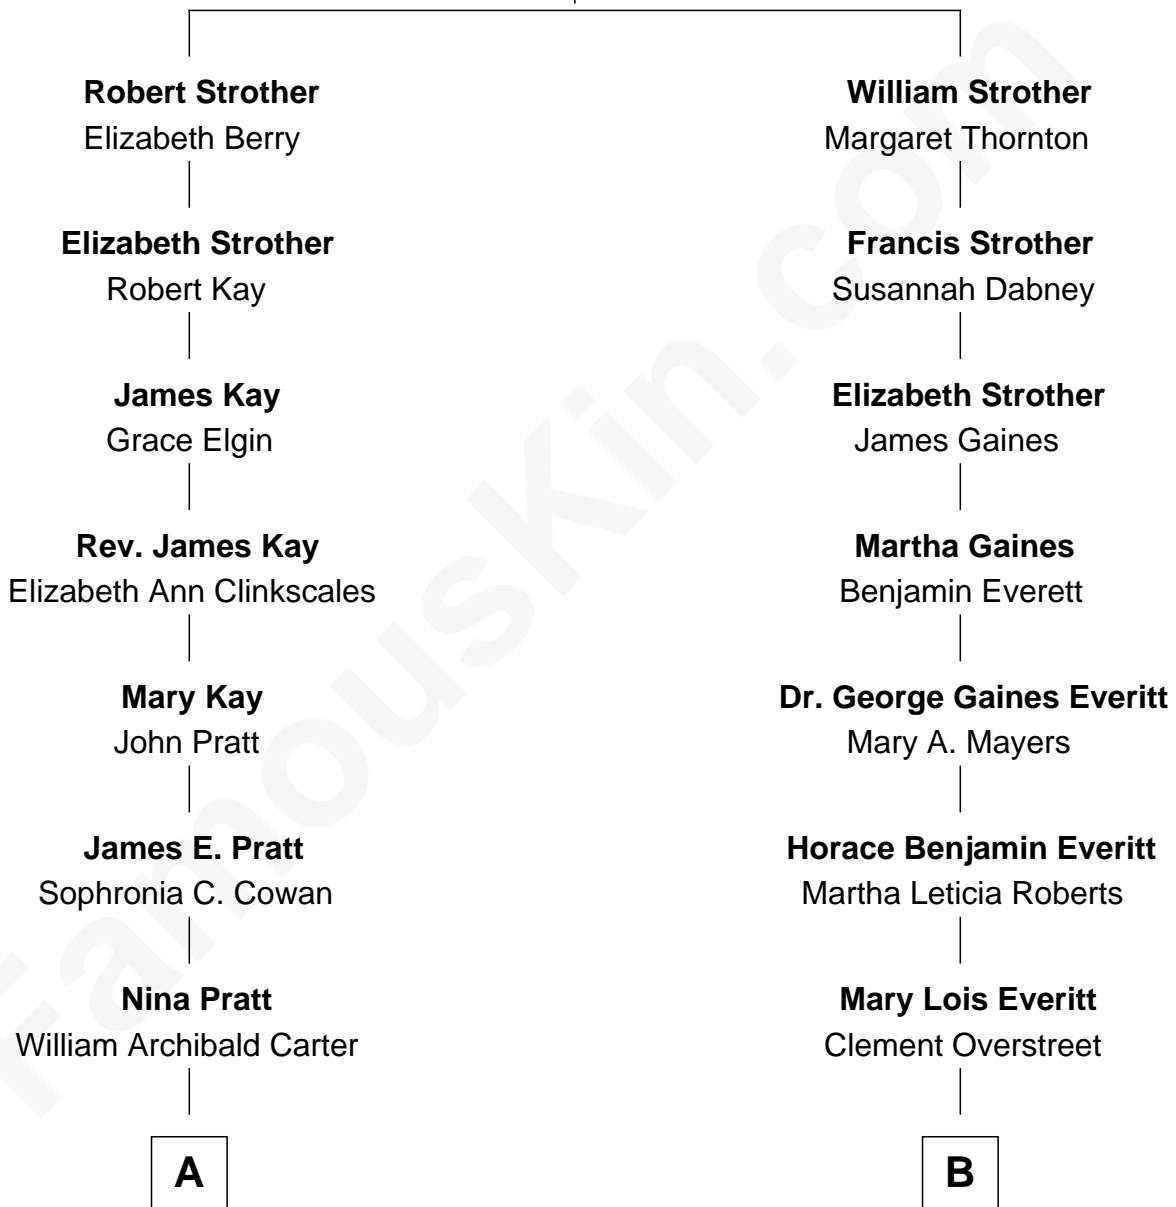 Robert Strother
Elizabeth Berry
Elizabeth Strother
Robert Kay
James Kay
Grace Elgin
Rev. James Kay
Elizabeth Ann Clinkscales
Mary Kay
John Pratt
James E. Pratt
Sophronia C. Cowan
Nina Pratt
William Archibald Carter
A
William Strother
Margaret Thornton
Francis Strother
Susannah Dabney
Elizabeth Strother
James Gaines
Martha Gaines
Benjamin Everett
Dr. George Gaines Everitt
Mary A. Mayers
Horace Benjamin Everitt
Martha Leticia Roberts
Mary Lois Everitt
Clement Overstreet
B
FamousKin.com